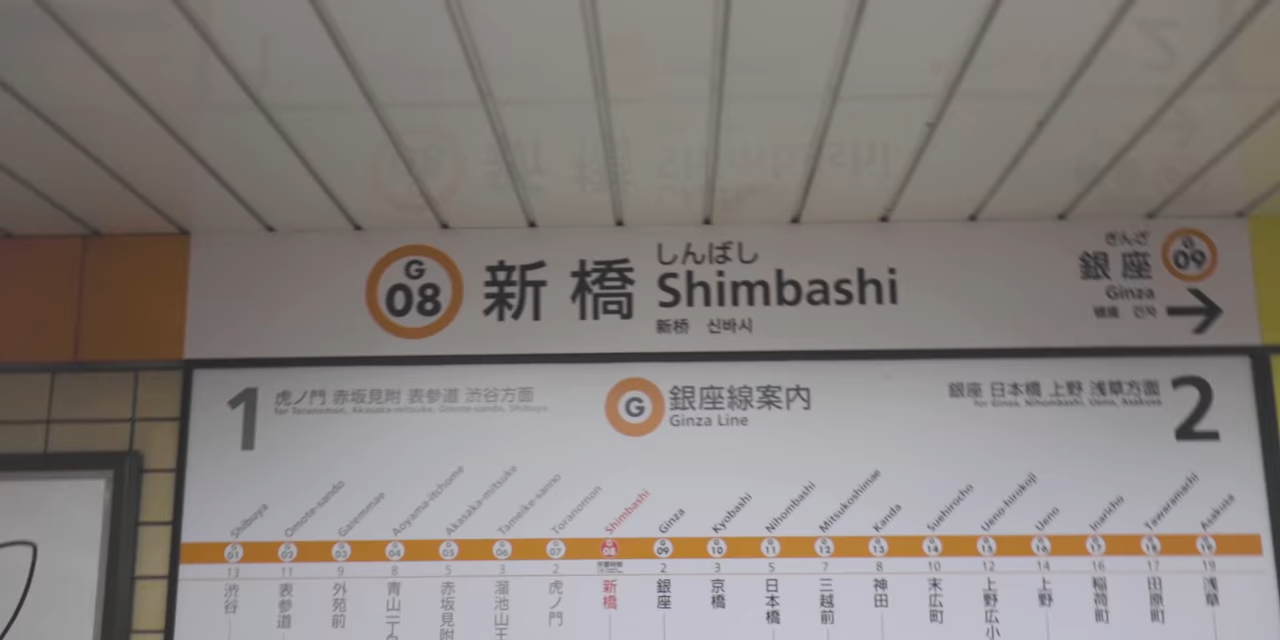 G 08 新橋 しんばし
Shimbashi
新桥 신바시
ぎんざ
銀座 G 09
Ginza
→
1 虎ノ門 赤坂見附 表参道 渋谷方面
for Toranomon, Akasaka-mitsuke, Omote-sando, Shibuya
G 銀座線案内
Ginza Line
銀座 日本橋 上野 浅草方面 2
for Ginza, Nihombashi, Ueno, Asakusa
Shibuya Omote-sando Gaiemmae Aoyama-itchome Akasaka-mitsuke Tameike-sanno Toranomon Shimbashi Ginza Kyobashi Nihombashi Mitsukoshimae Kanda Suehirocho Ueno-hirokoji Ueno Inaricho Tawaramachi Asakusa
G 01 G 02 G 03 G 04 G 05 G 06 G 07 G 08 G 09 G 10 G 11 G 12 G 13 G 14 G 15 G 16 G 17 G 18 G 19
13 11 9 8 5 3 2 2 3 5 7 8 10 12 14 16 17 19
渋谷 表参道 外苑前 青山一丁 赤坂見附 溜池山王 虎ノ門 新橋 銀座 京橋 日本橋 三越前 神田 末広町 上野広小 上野 稲荷町 田原町 浅草